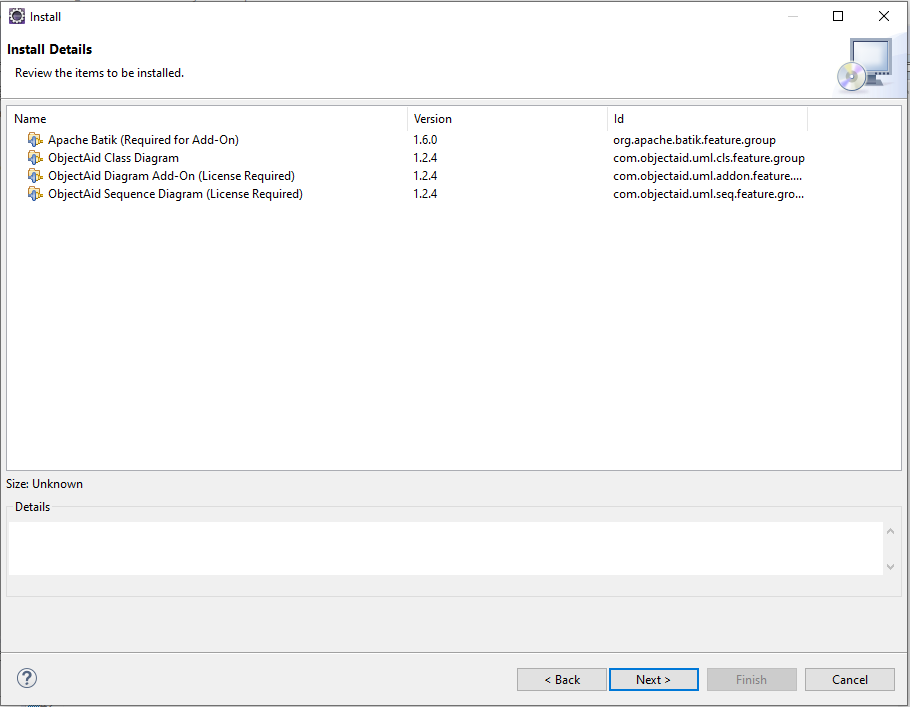 Install
Install Details
Review the items to be installed.
Name Version Id
Apache Batik (Required for Add-On) 1.6.0 org.apache.batik.feature.group
ObjectAid Class Diagram 1.2.4 com.objectaid.uml.cls.feature.group
ObjectAid Diagram Add-On (License Required) 1.2.4 com.objectaid.uml.addon.feature....
ObjectAid Sequence Diagram (License Required) 1.2.4 com.objectaid.uml.seq.feature.gro...
Size: Unknown
Details
? < Back Next > Finish Cancel